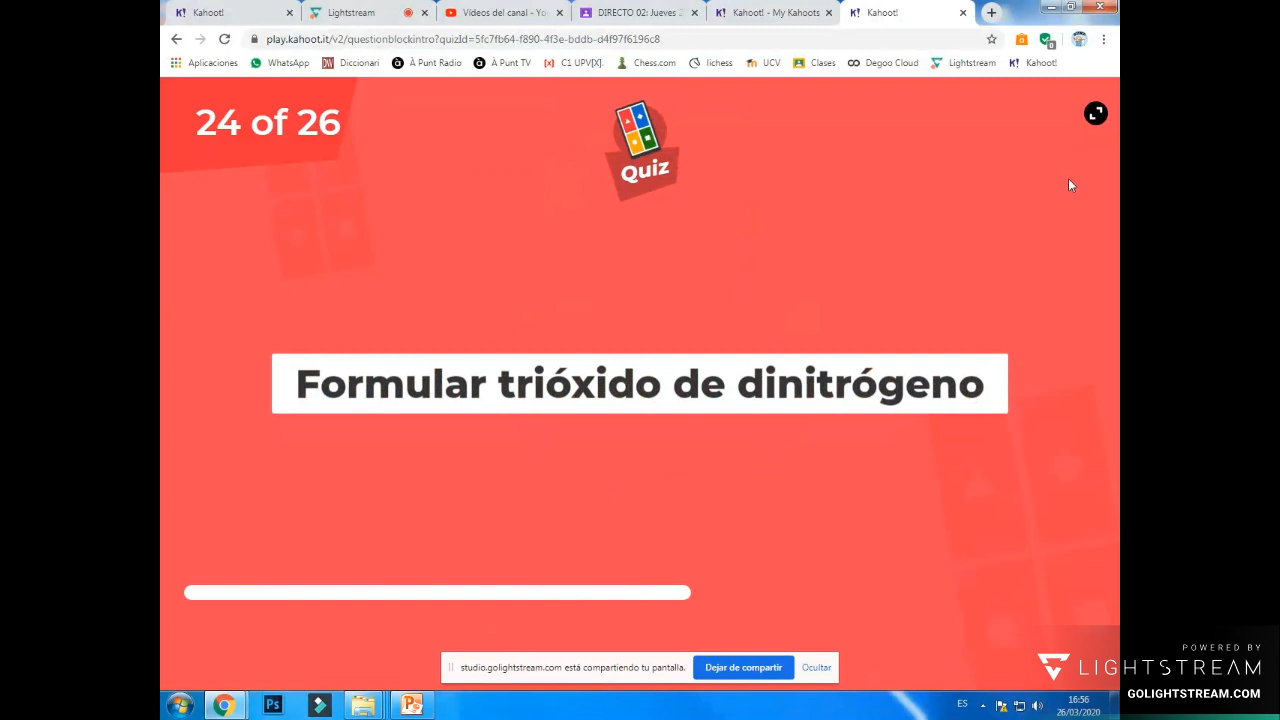 Kahoot!
Lightstream
Vídeos del canal - Yo
DIRECTO 02: Jueves 2
Kahoot! - My Kahoots
Kahoot!
play.kahoot.it/v2/questionblockintro?quizId=5fc7fb64-f890-4f3e-bddb-d4f97f6196c8
Aplicaciones
WhatsApp
Diccionari
À Punt Radio
À Punt TV
C1 UPV[X].
Chess.com
lichess
UCV
Clases
Degoo Cloud
Lightstream
Kahoot!
24 of 26
Quiz
Formular trióxido de dinitrógeno
studio.golightstream.com está compartiendo tu pantalla.
Dejar de compartir
Ocultar
POWERED BY
LIGHTSTREAM
GOLIGHTSTREAM.COM
ES
16:56
26/03/2020